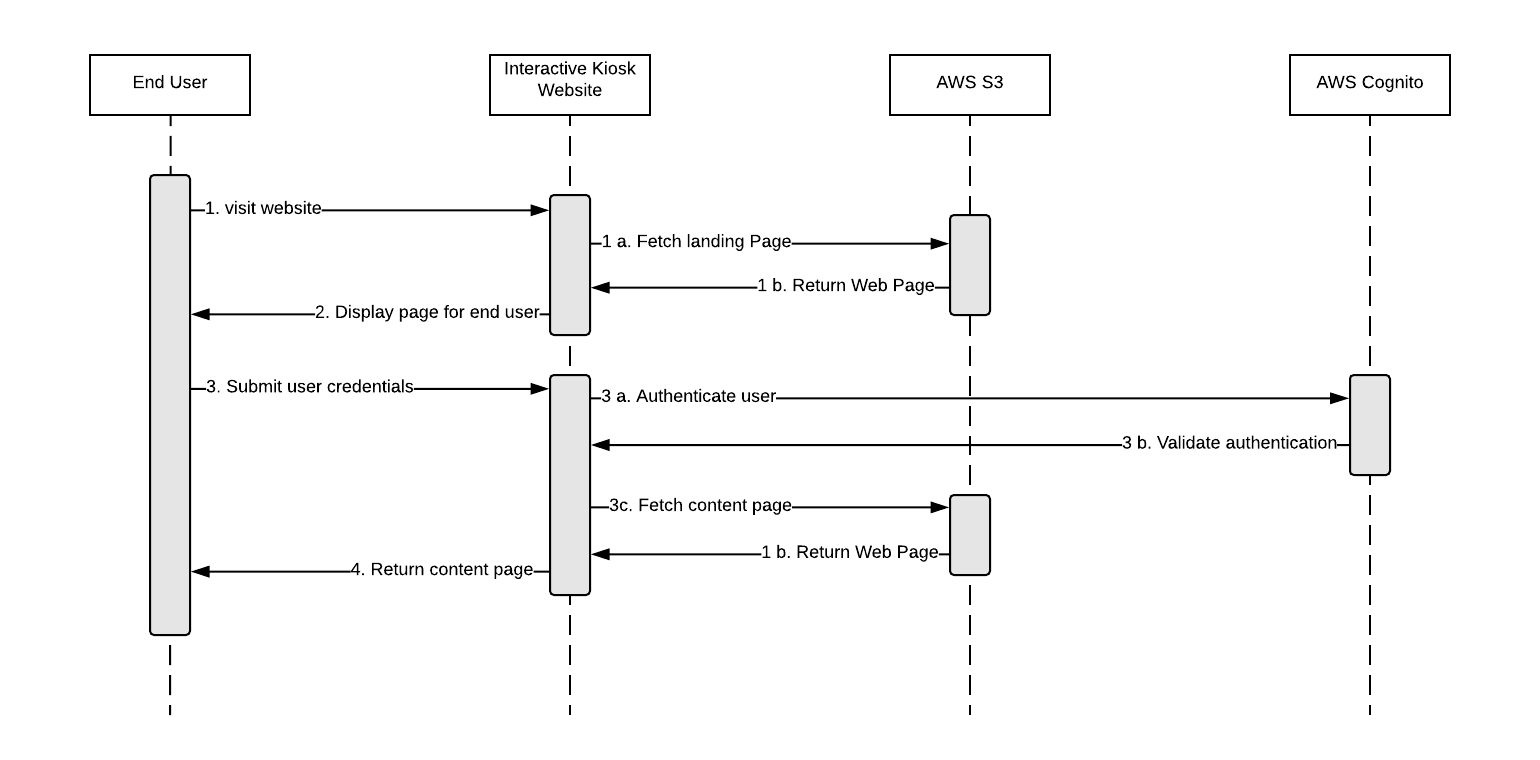 End User
Interactive Kiosk
Website
AWS S3
AWS Cognito
1. visit website
1 a. Fetch landing Page
1 b. Return Web Page
2. Display page for end user
3. Submit user credentials
3 a. Authenticate user
3 b. Validate authentication
3c. Fetch content page
1 b. Return Web Page
4. Return content page